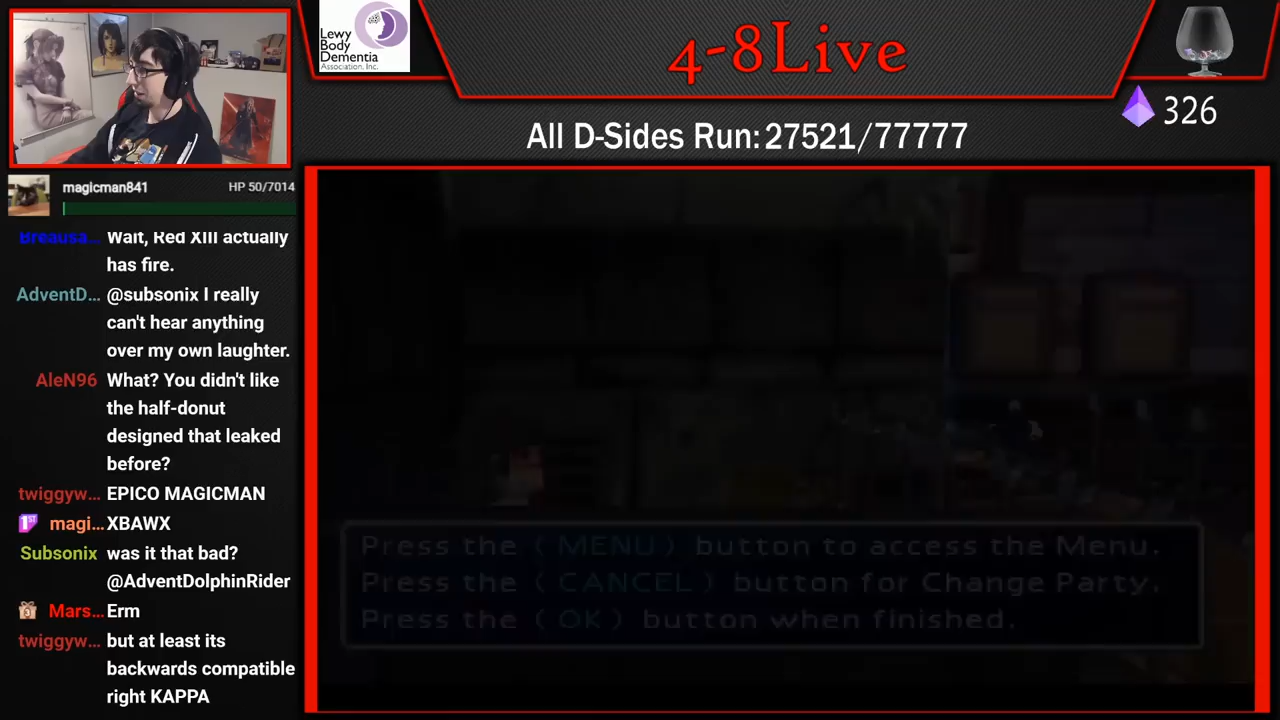 Lewy
Body
Dementia
Association, Inc.
4-8Live
326
All D-Sides Run: 27521/77777
magicman841 HP 50/7014
Breausa... Wait, Red XIII actually
has fire.
AdventD... @subsonix I really
can't hear anything
over my own laughter.
AleN96 What? You didn't like
the half-donut
designed that leaked
before?
twiggyw... EPICO MAGICMAN
1ST magi... XBAWX
Subsonix was it that bad?
@AdventDolphinRider
Mars... Erm
twiggyw... but at least its
backwards compatible
right KAPPA
Press the ( MENU ) button to access the Menu.
Press the ( CANCEL ) button for Change Party.
Press the ( OK ) button when finished.